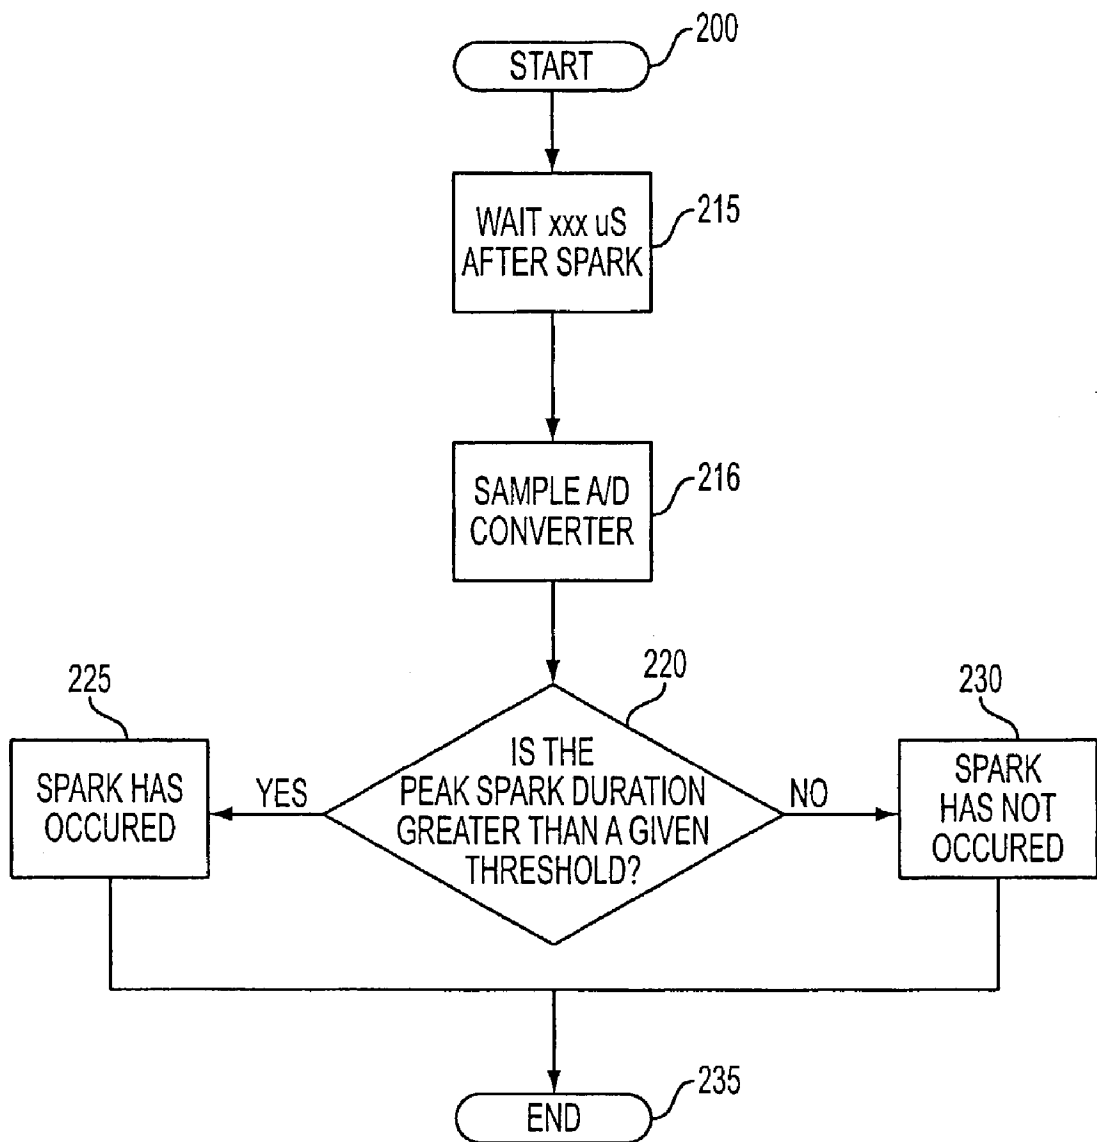 200
START
215
WAIT xxx uS
AFTER SPARK
216
SAMPLE A/D
CONVERTER
220
225
230
IS THE
PEAK SPARK DURATION
GREATER THAN A GIVEN
THRESHOLD?
YES
NO
SPARK HAS
OCCURED
SPARK
HAS NOT
OCCURED
235
END